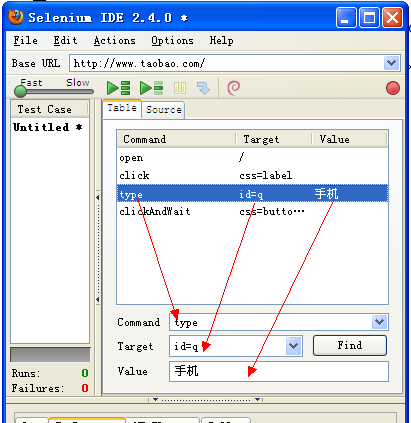 Selenium IDE 2.4.0 *
File Edit Actions Options Help
Base URL http://www.taobao.com/
Fast Slow
Test Case
Untitled *
Runs: 0
Failures: 0
Table Source
Command Target Value
open /
click css=label
type id=q 手机
clickAndWait css=butto...
Command type
Target id=q Find
Value 手机